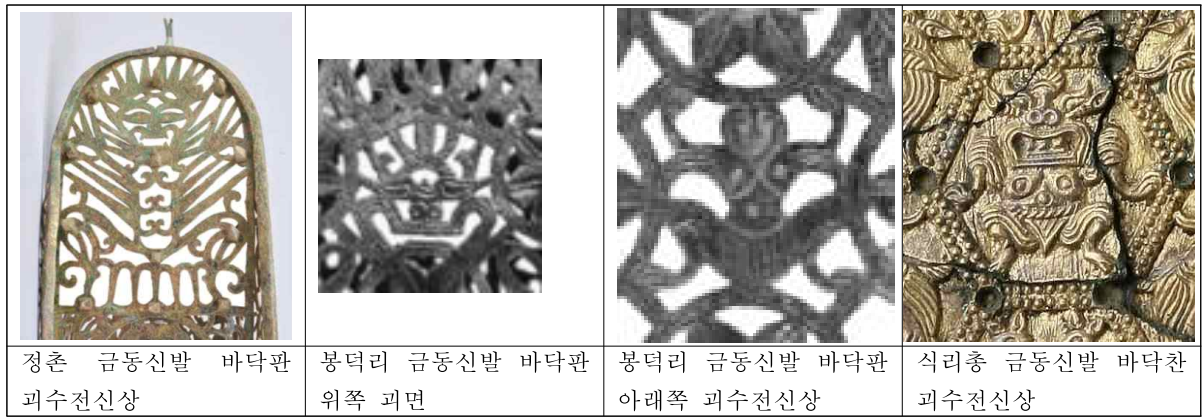 정촌 금동신발 바닥판
괴수전신상
봉덕리 금동신발 바닥판
위쪽 괴면
봉덕리 금동신발 바닥판
아래쪽 괴수전신상
식리총 금동신발 바닥찬
괴수전신상